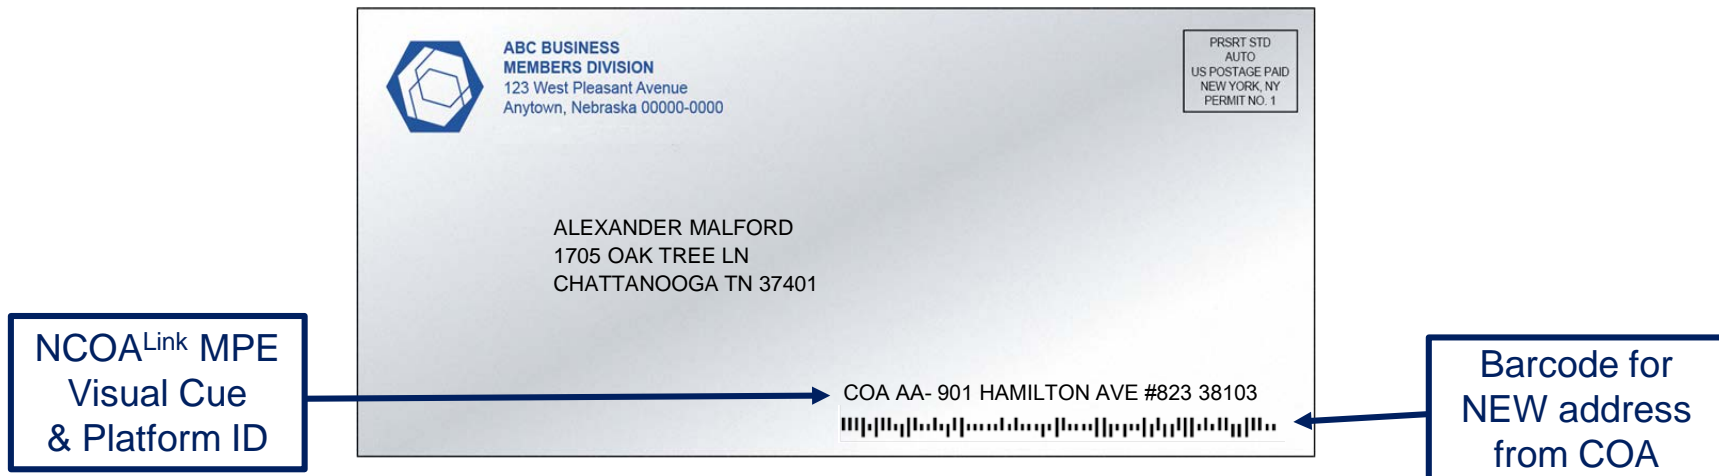 ABC BUSINESS
MEMBERS DIVISION
123 West Pleasant Avenue
Anytown, Nebraska 00000-0000
PRSRT STD
AUTO
US POSTAGE PAID
NEW YORK, NY
PERMIT NO. 1
ALEXANDER MALFORD
1705 OAK TREE LN
CHATTANOOGA TN 37401
NCOALink MPE
Visual Cue
& Platform ID
COA AA- 901 HAMILTON AVE #823 38103
Barcode for
NEW address
from COA